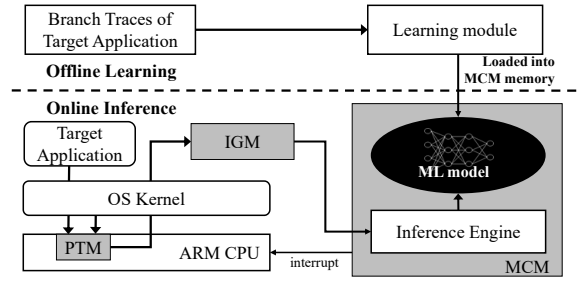 Branch Traces of
Target Application
Learning module
Offline Learning
Loaded into
MCM memory
Online Inference
Target
Application
IGM
ML model
OS Kernel
Inference Engine
PTM
ARM CPU
interrupt
MCM